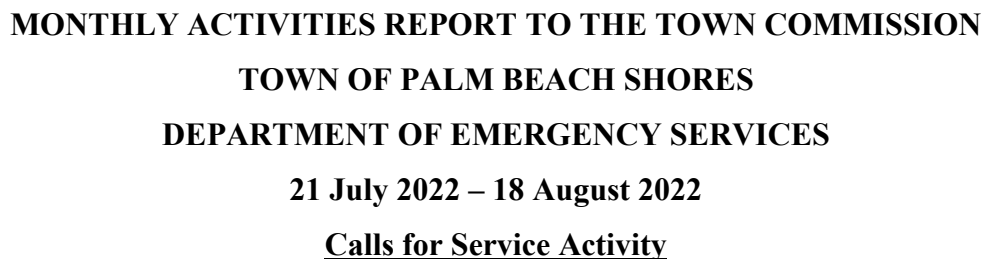 MONTHLY ACTIVITIES REPORT TO THE TOWN COMMISSION
TOWN OF PALM BEACH SHORES
DEPARTMENT OF EMERGENCY SERVICES
21 July 2022 – 18 August 2022
Calls for Service Activity